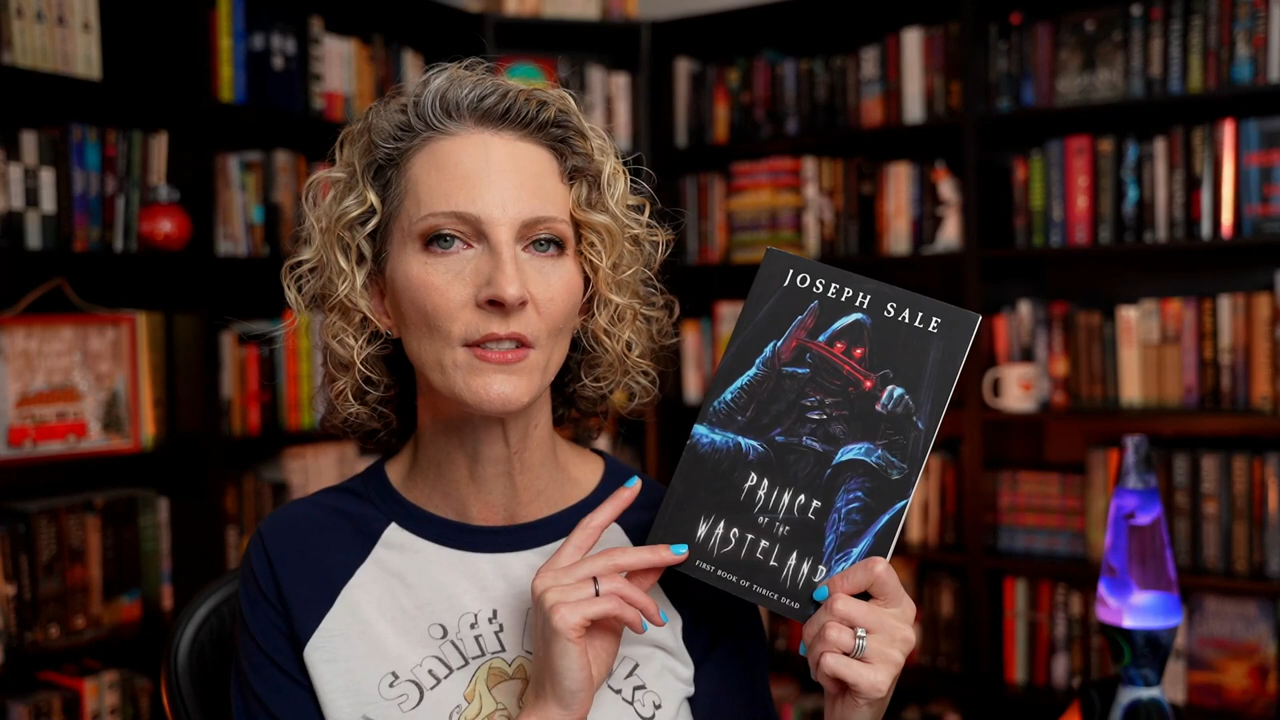 JOSEPH SALE
PRINCE
OF THE
WASTELAND
FIRST BOOK OF THRICE DEAD
Sniff